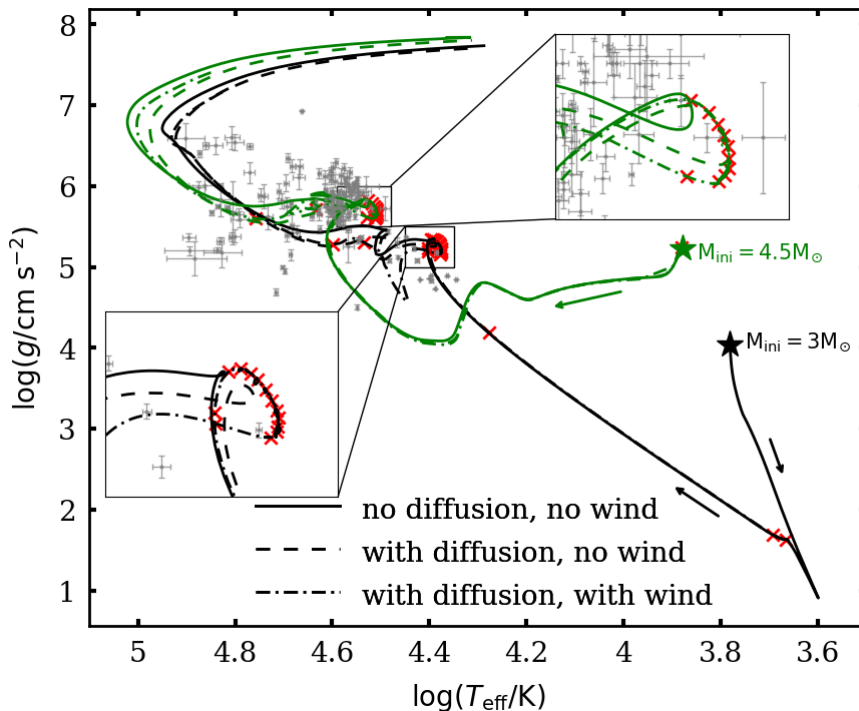 8
7
6
5
4
3
2
1
log(g/cm s⁻²)
M_ini = 4.5M⊙
M_ini = 3M⊙
no diffusion, no wind
with diffusion, no wind
with diffusion, with wind
5 4.8 4.6 4.4 4.2 4 3.8 3.6
log(T_eff/K)